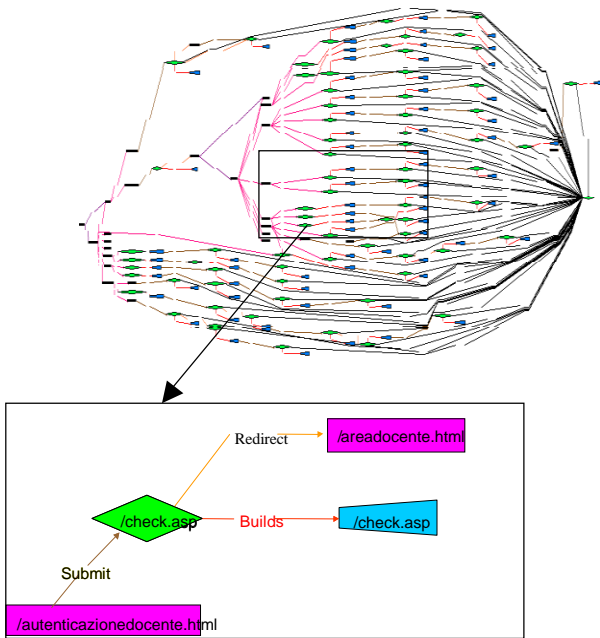 Redirect
/areadocente.html
/check.asp
Builds
/check.asp
Submit
/autenticazionedocente.html